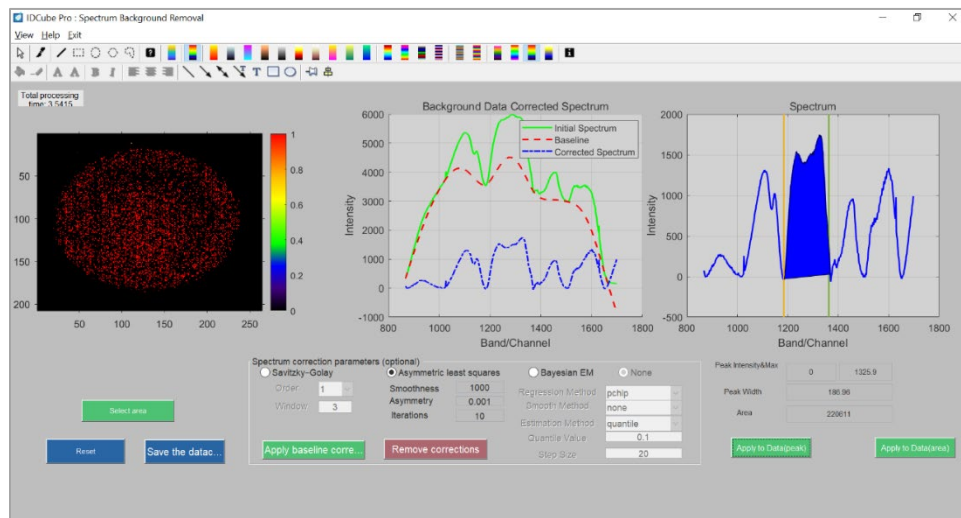 IDCube Pro : Spectrum Background Removal
View Help Exit
A A B I T
Total processing
time: 3.5415
50
100
150
200
50 100 150 200 250
1
0.8
0.6
0.4
0.2
0
Background Data Corrected Spectrum
6000
5000
4000
3000
2000
1000
0
-1000
Intensity
Initial Spectrum
Baseline
Corrected Spectrum
800 1000 1200 1400 1600 1800
Band/Channel
Spectrum
2000
1500
1000
500
0
-500
Intensity
800 1000 1200 1400 1600 1800
Band/Channel
Spectrum correction parameters (optional)
Savitzky-Golay Asymmetric least squares Bayesian EM None
Order 1
Window 3
Smoothness 1000
Asymmetry 0.001
Iterations 10
Regression Method pchip
Smooth Method none
Estimation Method quantile
Quantile Value 0.1
Step Size 20
Apply baseline corre... Remove corrections
Peak Intensity&Max 0 1325.9
Peak Width 186.96
Area 220611
Apply to Data(peak) Apply to Data(area)
Select area
Reset Save the datac...